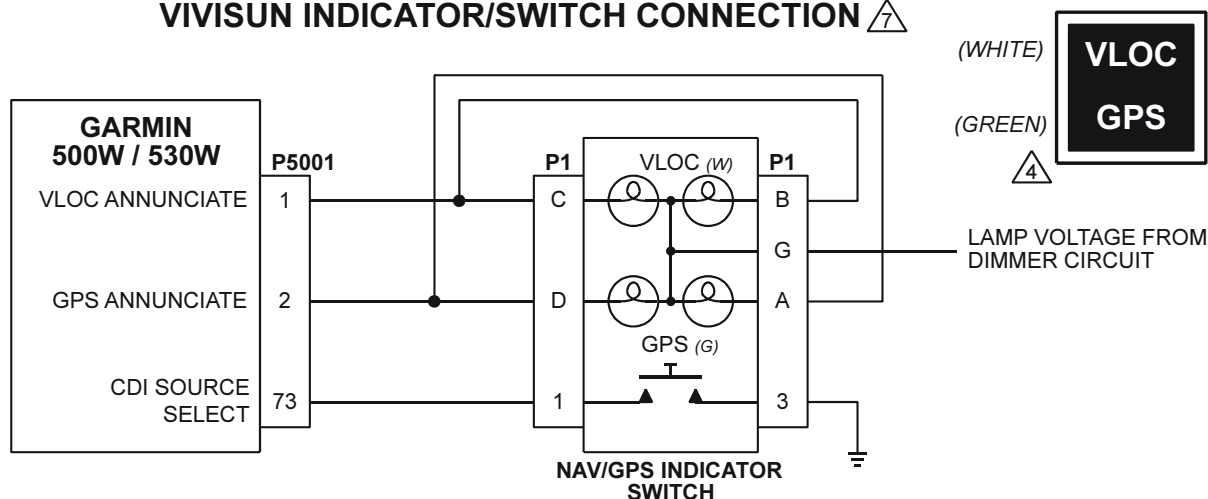 VIVISUN INDICATOR/SWITCH CONNECTION 7
(WHITE)
VLOC
(GREEN)
GPS
4
GARMIN
500W / 530W
P5001
P1
VLOC (W)
P1
VLOC ANNUNCIATE
1
C
B
G
LAMP VOLTAGE FROM
DIMMER CIRCUIT
GPS ANNUNCIATE
2
D
A
GPS (G)
CDI SOURCE
SELECT
73
1
3
NAV/GPS INDICATOR
SWITCH